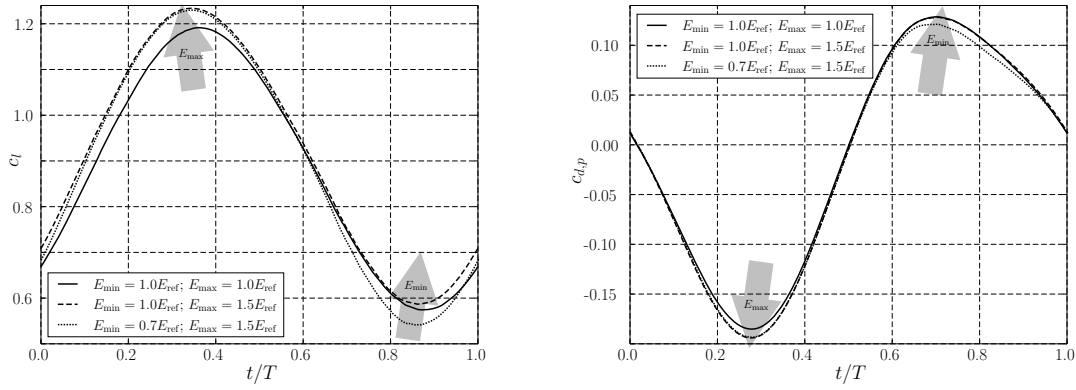 1.2
1.0
0.8
0.6
c_l
E_max
E_min
E_min = 1.0E_ref; E_max = 1.0E_ref
E_min = 1.0E_ref; E_max = 1.5E_ref
E_min = 0.7E_ref; E_max = 1.5E_ref
0.0 0.2 0.4 0.6 0.8 1.0
t/T
E_min = 1.0E_ref; E_max = 1.0E_ref
E_min = 1.0E_ref; E_max = 1.5E_ref
E_min = 0.7E_ref; E_max = 1.5E_ref
E_min
0.10
0.05
0.00
-0.05
-0.10
-0.15
c_{d,p}
E_max
0.0 0.2 0.4 0.6 0.8 1.0
t/T